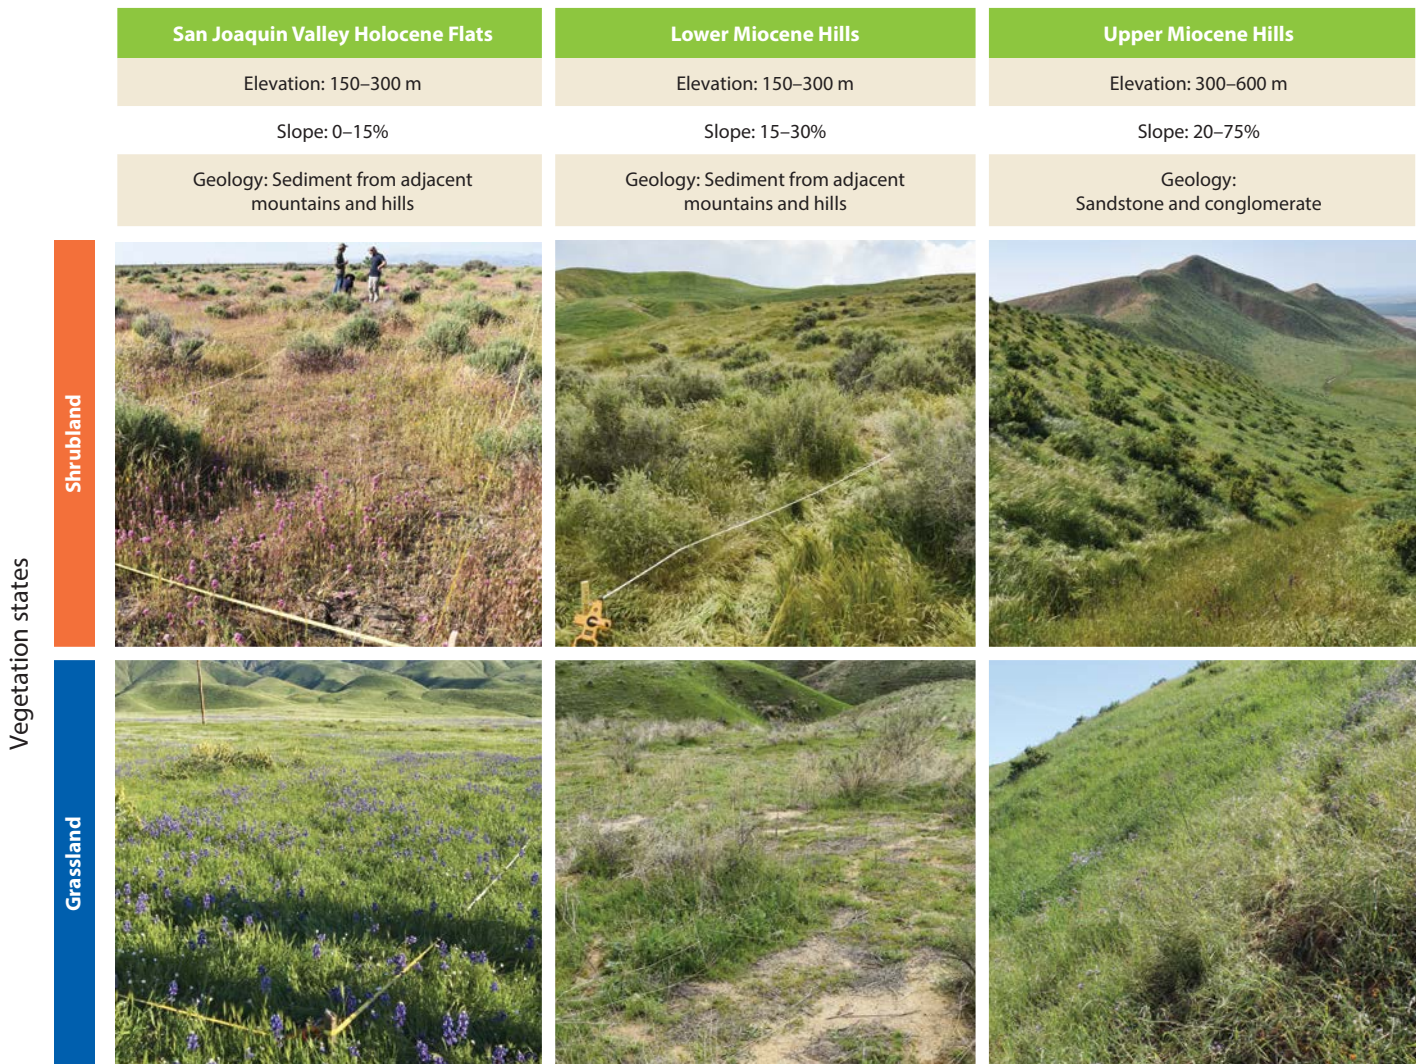 San Joaquin Valley Holocene Flats
Lower Miocene Hills
Upper Miocene Hills
Elevation: 150–300 m
Elevation: 150–300 m
Elevation: 300–600 m
Slope: 0–15%
Slope: 15–30%
Slope: 20–75%
Geology: Sediment from adjacent
mountains and hills
Geology: Sediment from adjacent
mountains and hills
Geology:
Sandstone and conglomerate
Vegetation states
Shrubland
Grassland